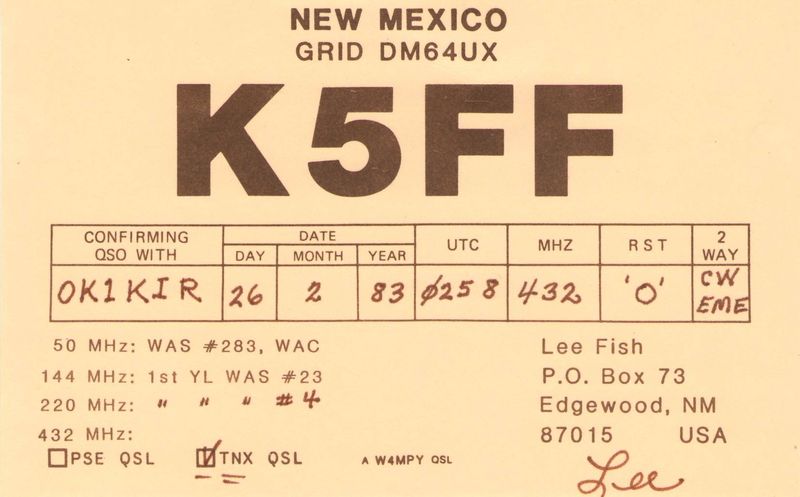 NEW MEXICO
GRID DM64UX
K5FF
CONFIRMING QSO WITH DATE DAY MONTH YEAR UTC MHZ RST 2 WAY
OK1KIR 26 2 83 Ø258 432 'O' CW EME
50 MHz: WAS #283, WAC
144 MHz: 1st YL WAS #23
220 MHz: " " " #4
432 MHz:
PSE QSL TNX QSL A W4MPY QSL
Lee Fish
P.O. Box 73
Edgewood, NM
87015 USA
Lee